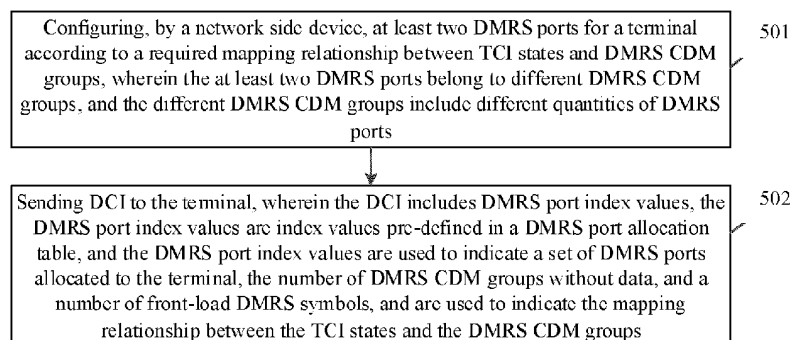 Configuring, by a network side device, at least two DMRS ports for a terminal
according to a required mapping relationship between TCI states and DMRS CDM
groups, wherein the at least two DMRS ports belong to different DMRS CDM
groups, and the different DMRS CDM groups include different quantities of DMRS
ports
501
Sending DCI to the terminal, wherein the DCI includes DMRS port index values, the
DMRS port index values are index values pre-defined in a DMRS port allocation
table, and the DMRS port index values are used to indicate a set of DMRS ports
allocated to the terminal, the number of DMRS CDM groups without data, and a
number of front-load DMRS symbols, and are used to indicate the mapping
relationship between the TCI states and the DMRS CDM groups
502